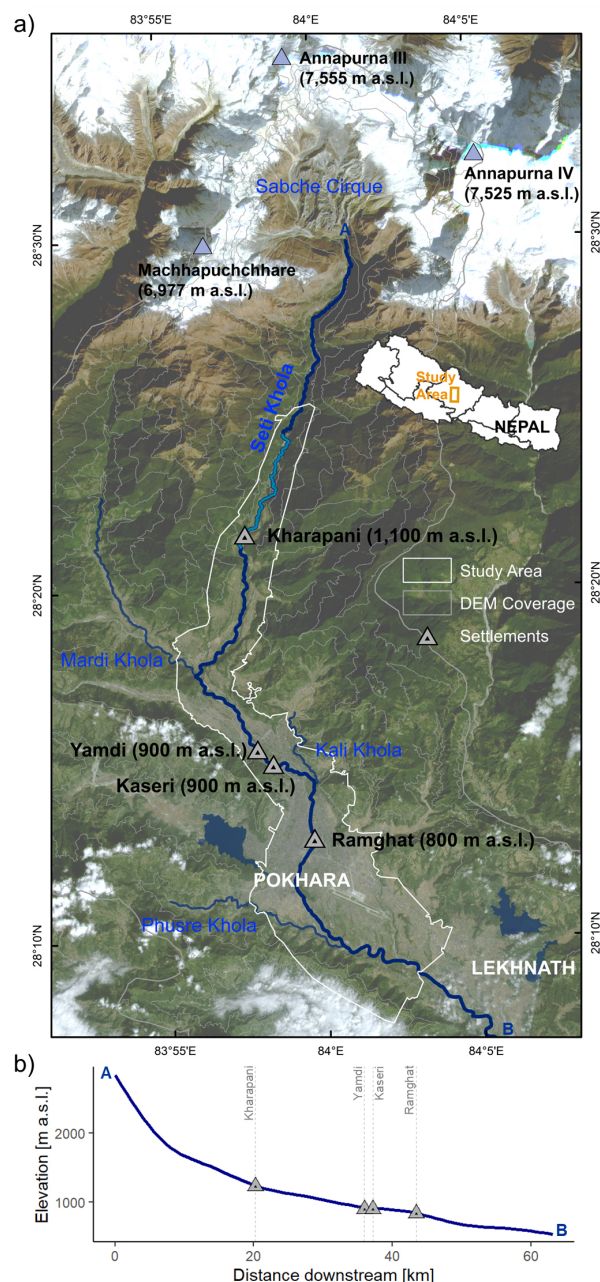 a)
83°55'E 84°E 84°5'E
Annapurna III
(7,555 m a.s.l.)
Annapurna IV
(7,525 m a.s.l.)
Sabche Cirque
A
28°30'N
28°30'N
Machhapuchchhare
(6,977 m a.s.l.)
Seti Khola
Study
Area
NEPAL
Kharapani (1,100 m a.s.l.)
Study Area
DEM Coverage
Settlements
28°20'N
28°20'N
Mardi Khola
Yamdi (900 m a.s.l.)
Kali Khola
Kaseri (900 m a.s.l.)
Ramghat (800 m a.s.l.)
POKHARA
Phusre Khola
28°10'N
28°10'N
LEKHNATH
B
83°55'E 84°E 84°5'E
b)
A
Kharapani
Yamdi
Kaseri
Ramghat
Elevation [m a.s.l.]
2000
1000
B
0 20 40 60
Distance downstream [km]